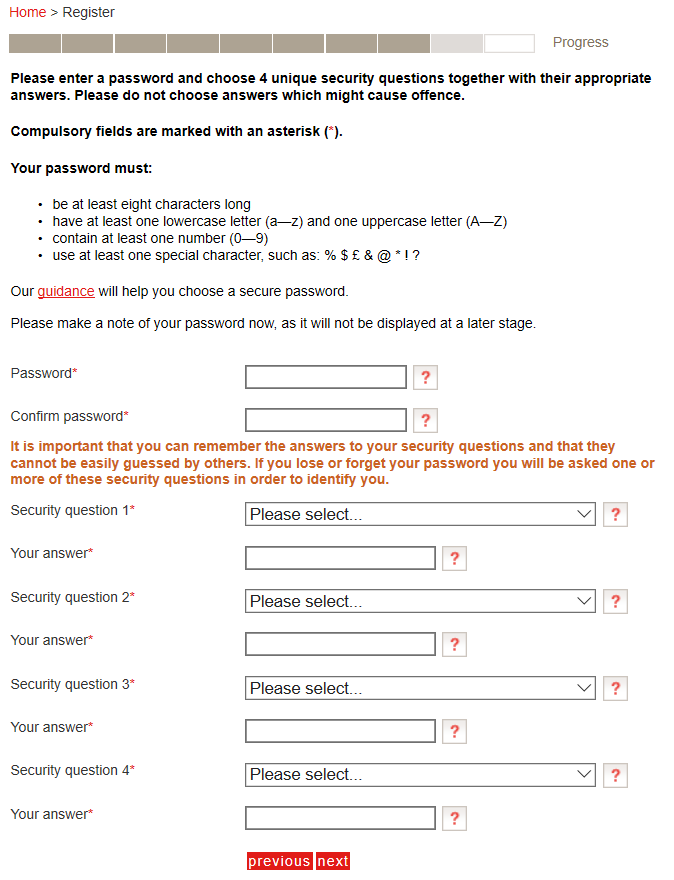 Home > Register
Progress
Please enter a password and choose 4 unique security questions together with their appropriate
answers. Please do not choose answers which might cause offence.
Compulsory fields are marked with an asterisk (*).
Your password must:
• be at least eight characters long
• have at least one lowercase letter (a—z) and one uppercase letter (A—Z)
• contain at least one number (0—9)
• use at least one special character, such as: % $ £ & @ * ! ?
Our guidance will help you choose a secure password.
Please make a note of your password now, as it will not be displayed at a later stage.
Password* ?
Confirm password* ?
It is important that you can remember the answers to your security questions and that they
cannot be easily guessed by others. If you lose or forget your password you will be asked one or
more of these security questions in order to identify you.
Security question 1* Please select... ?
Your answer* ?
Security question 2* Please select... ?
Your answer* ?
Security question 3* Please select... ?
Your answer* ?
Security question 4* Please select... ?
Your answer* ?
previous next